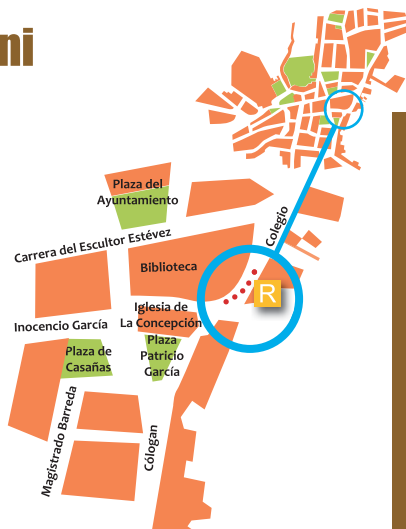 ni
Plaza del
Ayuntamiento
Colegio
Carrera del Escultor Estévez
Biblioteca
R
Iglesia de
La Concepción
Inocencio García
Plaza
Patricio
García
Plaza de
Casañas
Magistrado Barreda
Cólogan